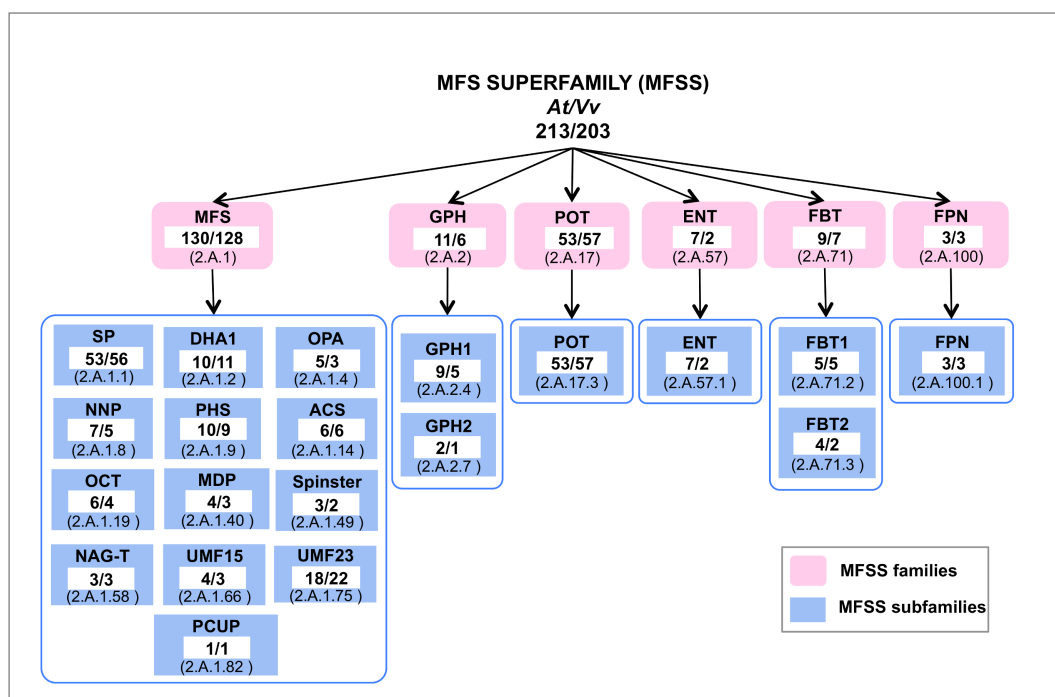 MFS SUPERFAMILY (MFSS)
At/Vv
213/203
MFS
130/128
(2.A.1)
GPH
11/6
(2.A.2)
POT
53/57
(2.A.17)
ENT
7/2
(2.A.57)
FBT
9/7
(2.A.71)
FPN
3/3
(2.A.100)
SP
53/56
(2.A.1.1)
DHA1
10/11
(2.A.1.2 )
OPA
5/3
(2.A.1.4 )
NNP
7/5
(2.A.1.8 )
PHS
10/9
(2.A.1.9 )
ACS
6/6
(2.A.1.14 )
OCT
6/4
(2.A.1.19 )
MDP
4/3
(2.A.1.40 )
Spinster
3/2
(2.A.1.49 )
NAG-T
3/3
(2.A.1.58 )
UMF15
4/3
(2.A.1.66 )
UMF23
18/22
(2.A.1.75 )
PCUP
1/1
(2.A.1.82 )
GPH1
9/5
(2.A.2.4 )
GPH2
2/1
(2.A.2.7 )
POT
53/57
(2.A.17.3 )
ENT
7/2
(2.A.57.1 )
FBT1
5/5
(2.A.71.2 )
FBT2
4/2
(2.A.71.3 )
FPN
3/3
(2.A.100.1 )
MFSS families
MFSS subfamilies